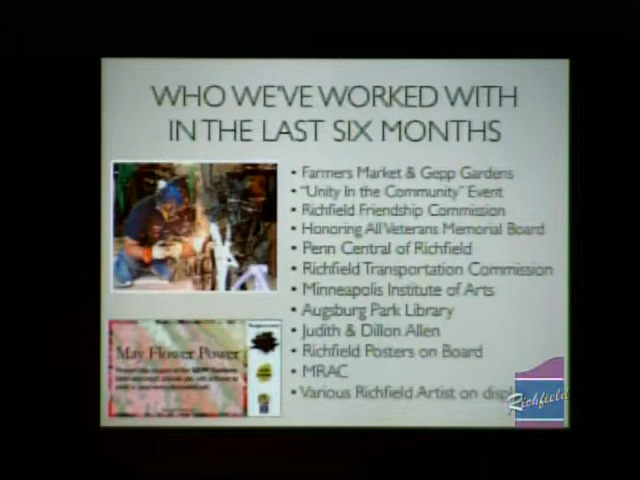 WHO WE'VE WORKED WITH
IN THE LAST SIX MONTHS
• Farmers Market & Gepp Gardens
• "Unity In the Community" Event
• Richfield Friendship Commission
• Honoring All Veterans Memorial Board
• Penn Central of Richfield
• Richfield Transportation Commission
• Minneapolis Institute of Arts
• Augsburg Park Library
• Judith & Dillon Allen
• Richfield Posters on Board
• MRAC
• Various Richfield Artist on disp
May Flower Power
Richfield